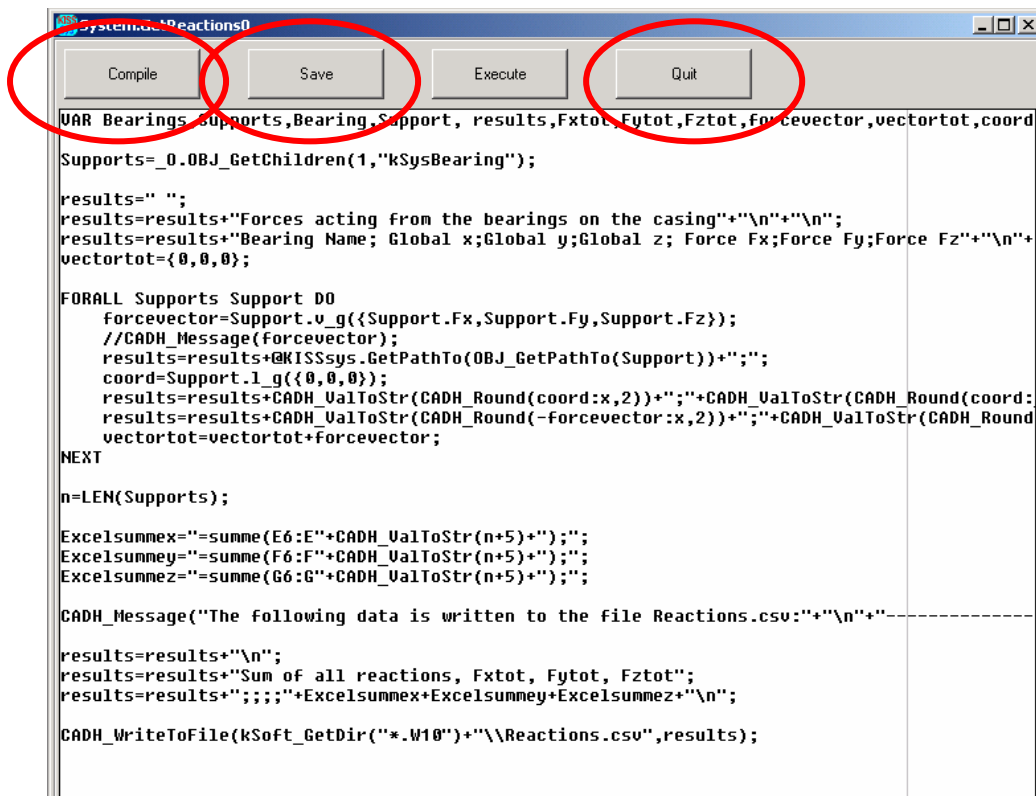 System.GetReactions0
Compile Save Execute Quit
VAR Bearings,Supports,Bearing,Support, results,Fxtot,Fytot,Fztot,forcevector,vectortot,coord
Supports=_O.OBJ_GetChildren(1,"kSysBearing");
results=" ";
results=results+"Forces acting from the bearings on the casing"+"\n"+"\n";
results=results+"Bearing Name; Global x;Global y;Global z; Force Fx;Force Fy;Force Fz"+"\n"+
vectortot={0,0,0};
FORALL Supports Support DO
forcevector=Support.v_g({Support.Fx,Support.Fy,Support.Fz});
//CADH_Message(forcevector);
results=results+@KISSsys.GetPathTo(OBJ_GetPathTo(Support))+";";
coord=Support.l_g({0,0,0});
results=results+CADH_ValToStr(CADH_Round(coord:x,2))+";"+CADH_ValToStr(CADH_Round(coord:
results=results+CADH_ValToStr(CADH_Round(-forcevector:x,2))+";"+CADH_ValToStr(CADH_Round
vectortot=vectortot+forcevector;
NEXT
n=LEN(Supports);
Excelsummex="=summe(E6:E"+CADH_ValToStr(n+5)+");";
Excelsummey="=summe(F6:F"+CADH_ValToStr(n+5)+");";
Excelsummez="=summe(G6:G"+CADH_ValToStr(n+5)+");";
CADH_Message("The following data is written to the file Reactions.csv:"+"\n"+"---------------
results=results+"\n";
results=results+"Sum of all reactions, Fxtot, Fytot, Fztot";
results=results+";;;;"+Excelsummex+Excelsummey+Excelsummez+"\n";
CADH_WriteToFile(kSoft_GetDir("*.W10")+"\\Reactions.csv",results);